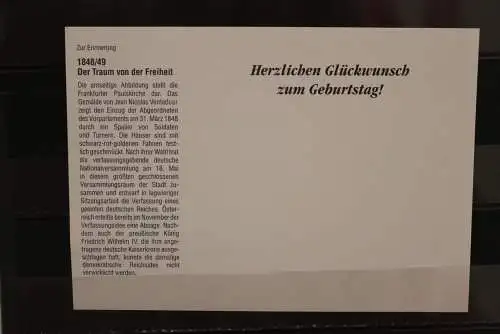 Zur Erinnerung
1848/49
Der Traum von der Freiheit
Die umseitige Abbildung stellt die
Frankfurter Paulskirche dar. Das
Gemälde von Jean Nicolas Ventadour
zeigt den Einzug der Abgeordneten
des Vorparlaments am 31. März 1848
durch ein Spalier von Soldaten
und Turnern. Die Häuser sind mit
schwarz-rot-goldenen Fahnen fest-
lich geschmückt. Nach ihrer Wahl trat
die verfassungsgebende deutsche
Nationalversammlung am 18. Mai
in diesem größten geschlossenen
Versammlungsraum der Stadt zu-
sammen und entwarf in langwieriger
Sitzungsarbeit die Verfassung eines
geeinten deutschen Reiches. Öster-
reich erteilte bereits im November der
Verfassungsidee eine Absage. Nach-
dem auch der preußische König
Friedrich Wilhelm IV. die ihm ange-
tragene deutsche Kaiserkrone ausge-
schlagen hatte, konnte die damalige
demokratische Reichsidee nicht
verwirklicht werden.
Herzlichen Glückwunsch
zum Geburtstag!